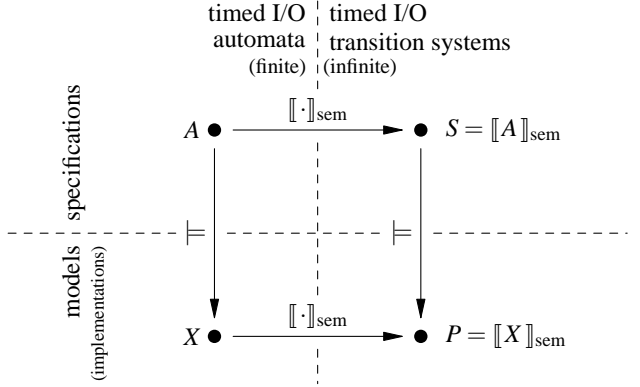 timed I/O
automata
(finite)
timed I/O
transition systems
(infinite)
specifications
A
⟦·⟧sem
S = ⟦A⟧sem
⊨
⊨
models
(implementations)
X
⟦·⟧sem
P = ⟦X⟧sem